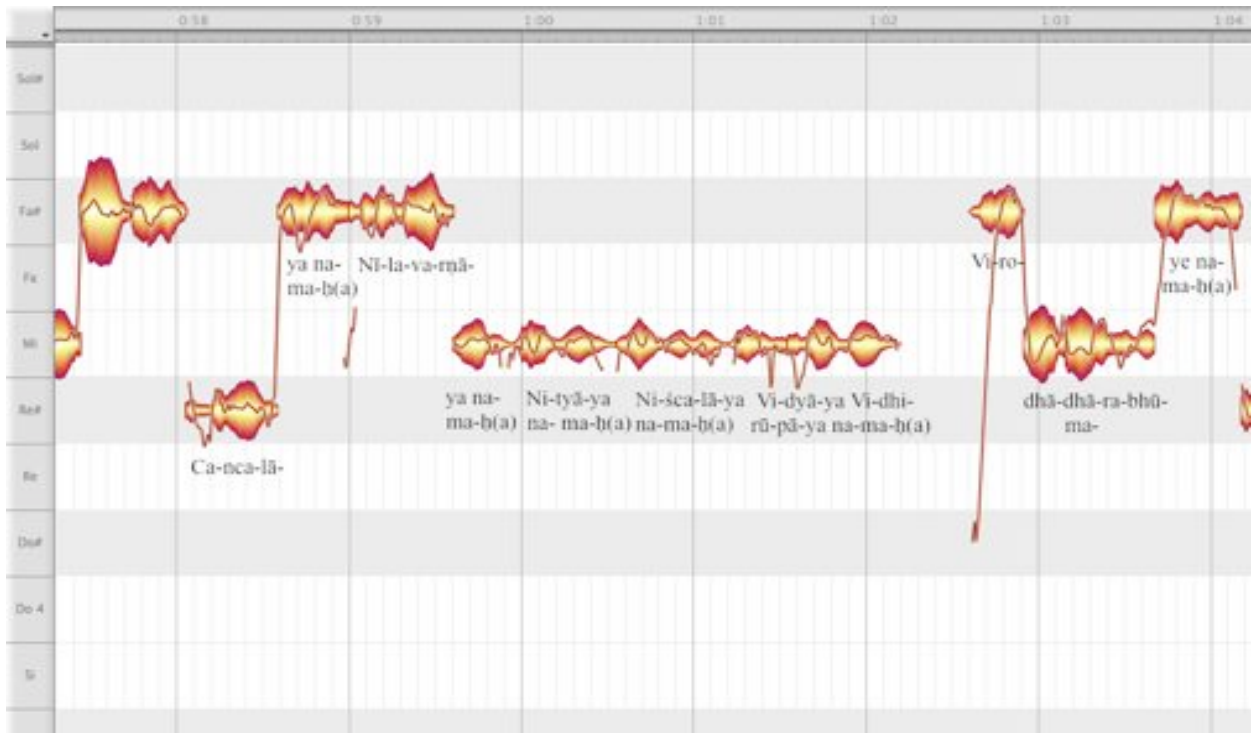 0:58 0:59 1:00 1:01 1:02 1:03 1:04
Sol#
Sol
Fa#
Fa
Mi
Re#
Re
Do#
Do 4
Si
ya na- Nī-la-va-rṇā-
ma-ḥ(a)
Vi-ro-
ye na-
ma-ḥ(a)
ya na- Ni-tyā-ya Ni-śca-lā-ya Vi-dyā-ya Vi-dhi-
ma-ḥ(a) na- ma-ḥ(a) na-ma-ḥ(a) rū-pā-ya na-ma-ḥ(a)
dhā-dhā-ra-bhū-
ma-
Ca-nca-lā-